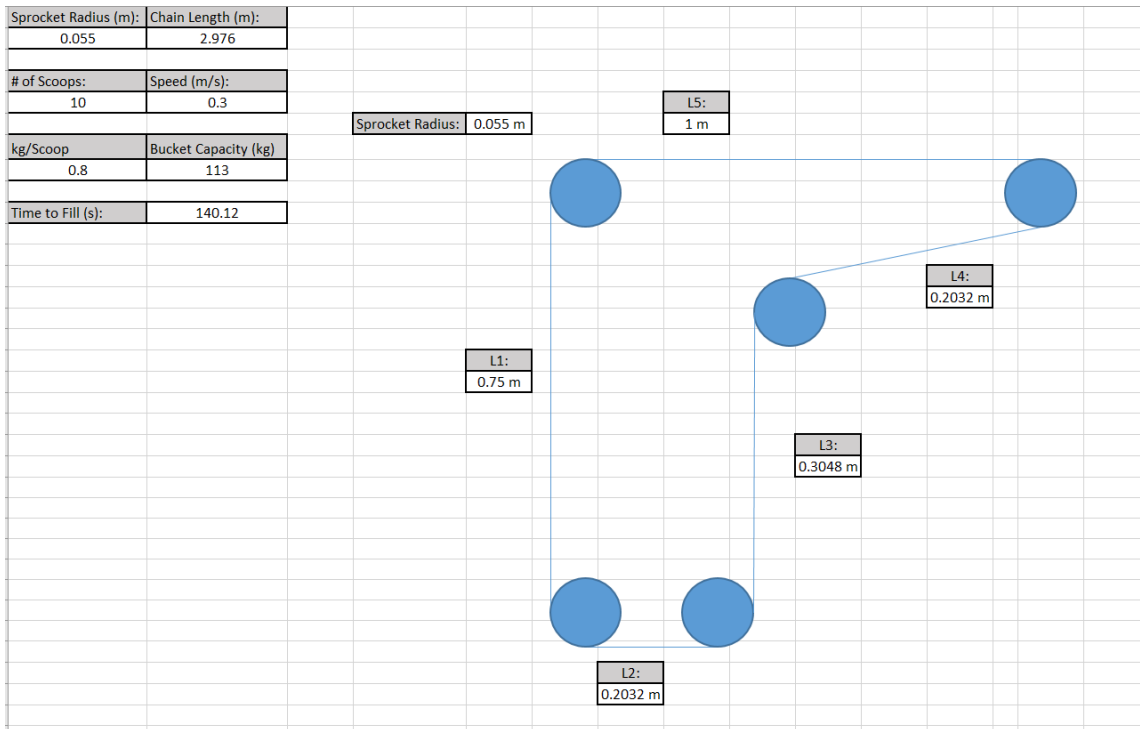 Sprocket Radius (m): Chain Length (m):
0.055 2.976
# of Scoops: Speed (m/s):
10 0.3
kg/Scoop Bucket Capacity (kg)
0.8 113
Time to Fill (s): 140.12
Sprocket Radius: 0.055 m
L5:
1 m
L4:
0.2032 m
L1:
0.75 m
L3:
0.3048 m
L2:
0.2032 m